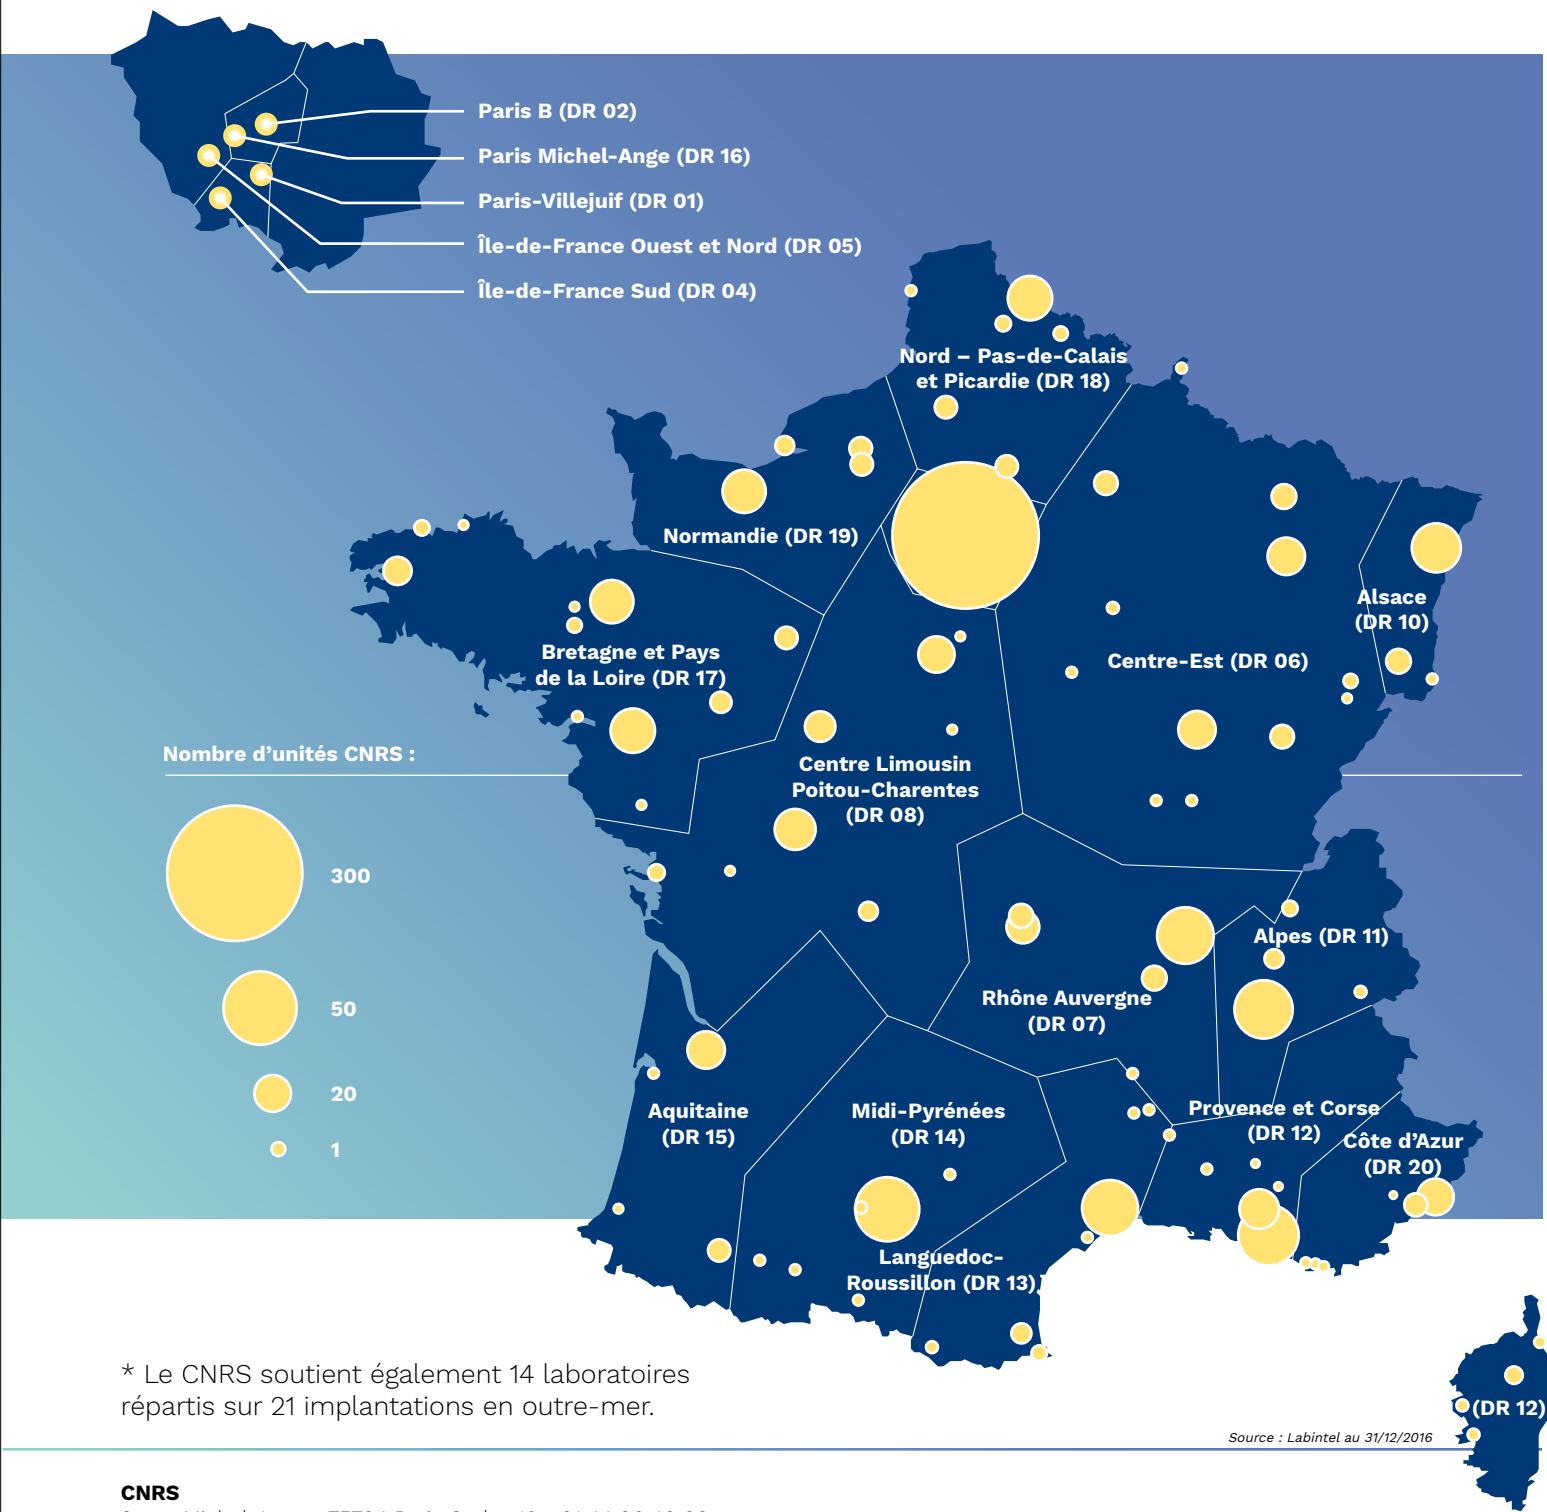 Paris B (DR 02)
Paris Michel-Ange (DR 16)
Paris-Villejuif (DR 01)
Île-de-France Ouest et Nord (DR 05)
Île-de-France Sud (DR 04)
Nord – Pas-de-Calais
et Picardie (DR 18)
Normandie (DR 19)
Alsace
(DR 10)
Bretagne et Pays
de la Loire (DR 17)
Centre-Est (DR 06)
Nombre d’unités CNRS :
300
50
20
1
Centre Limousin
Poitou-Charentes
(DR 08)
Alpes (DR 11)
Rhône Auvergne
(DR 07)
Aquitaine
(DR 15)
Midi-Pyrénées
(DR 14)
Provence et Corse
(DR 12)
Côte d’Azur
(DR 20)
Languedoc-
Roussillon (DR 13)
* Le CNRS soutient également 14 laboratoires
répartis sur 21 implantations en outre-mer.
(DR 12)
Source : Labintel au 31/12/2016
CNRS